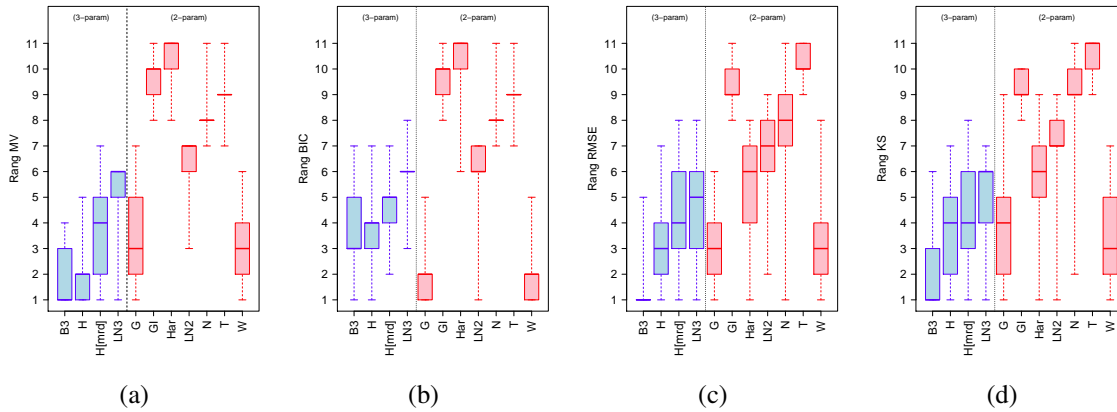 (3-param) (2-param)
Rang MV
11
10
9
8
7
6
5
4
3
2
1
B3 H H[mrd] LN3 G GI Har LN2 N T W
(a)
(3-param) (2-param)
Rang BIC
11
10
9
8
7
6
5
4
3
2
1
B3 H H[mrd] LN3 G GI Har LN2 N T W
(b)
(3-param) (2-param)
Rang RMSE
11
10
9
8
7
6
5
4
3
2
1
B3 H H[mrd] LN3 G GI Har LN2 N T W
(c)
(3-param) (2-param)
Rang KS
11
10
9
8
7
6
5
4
3
2
1
B3 H H[mrd] LN3 G GI Har LN2 N T W
(d)